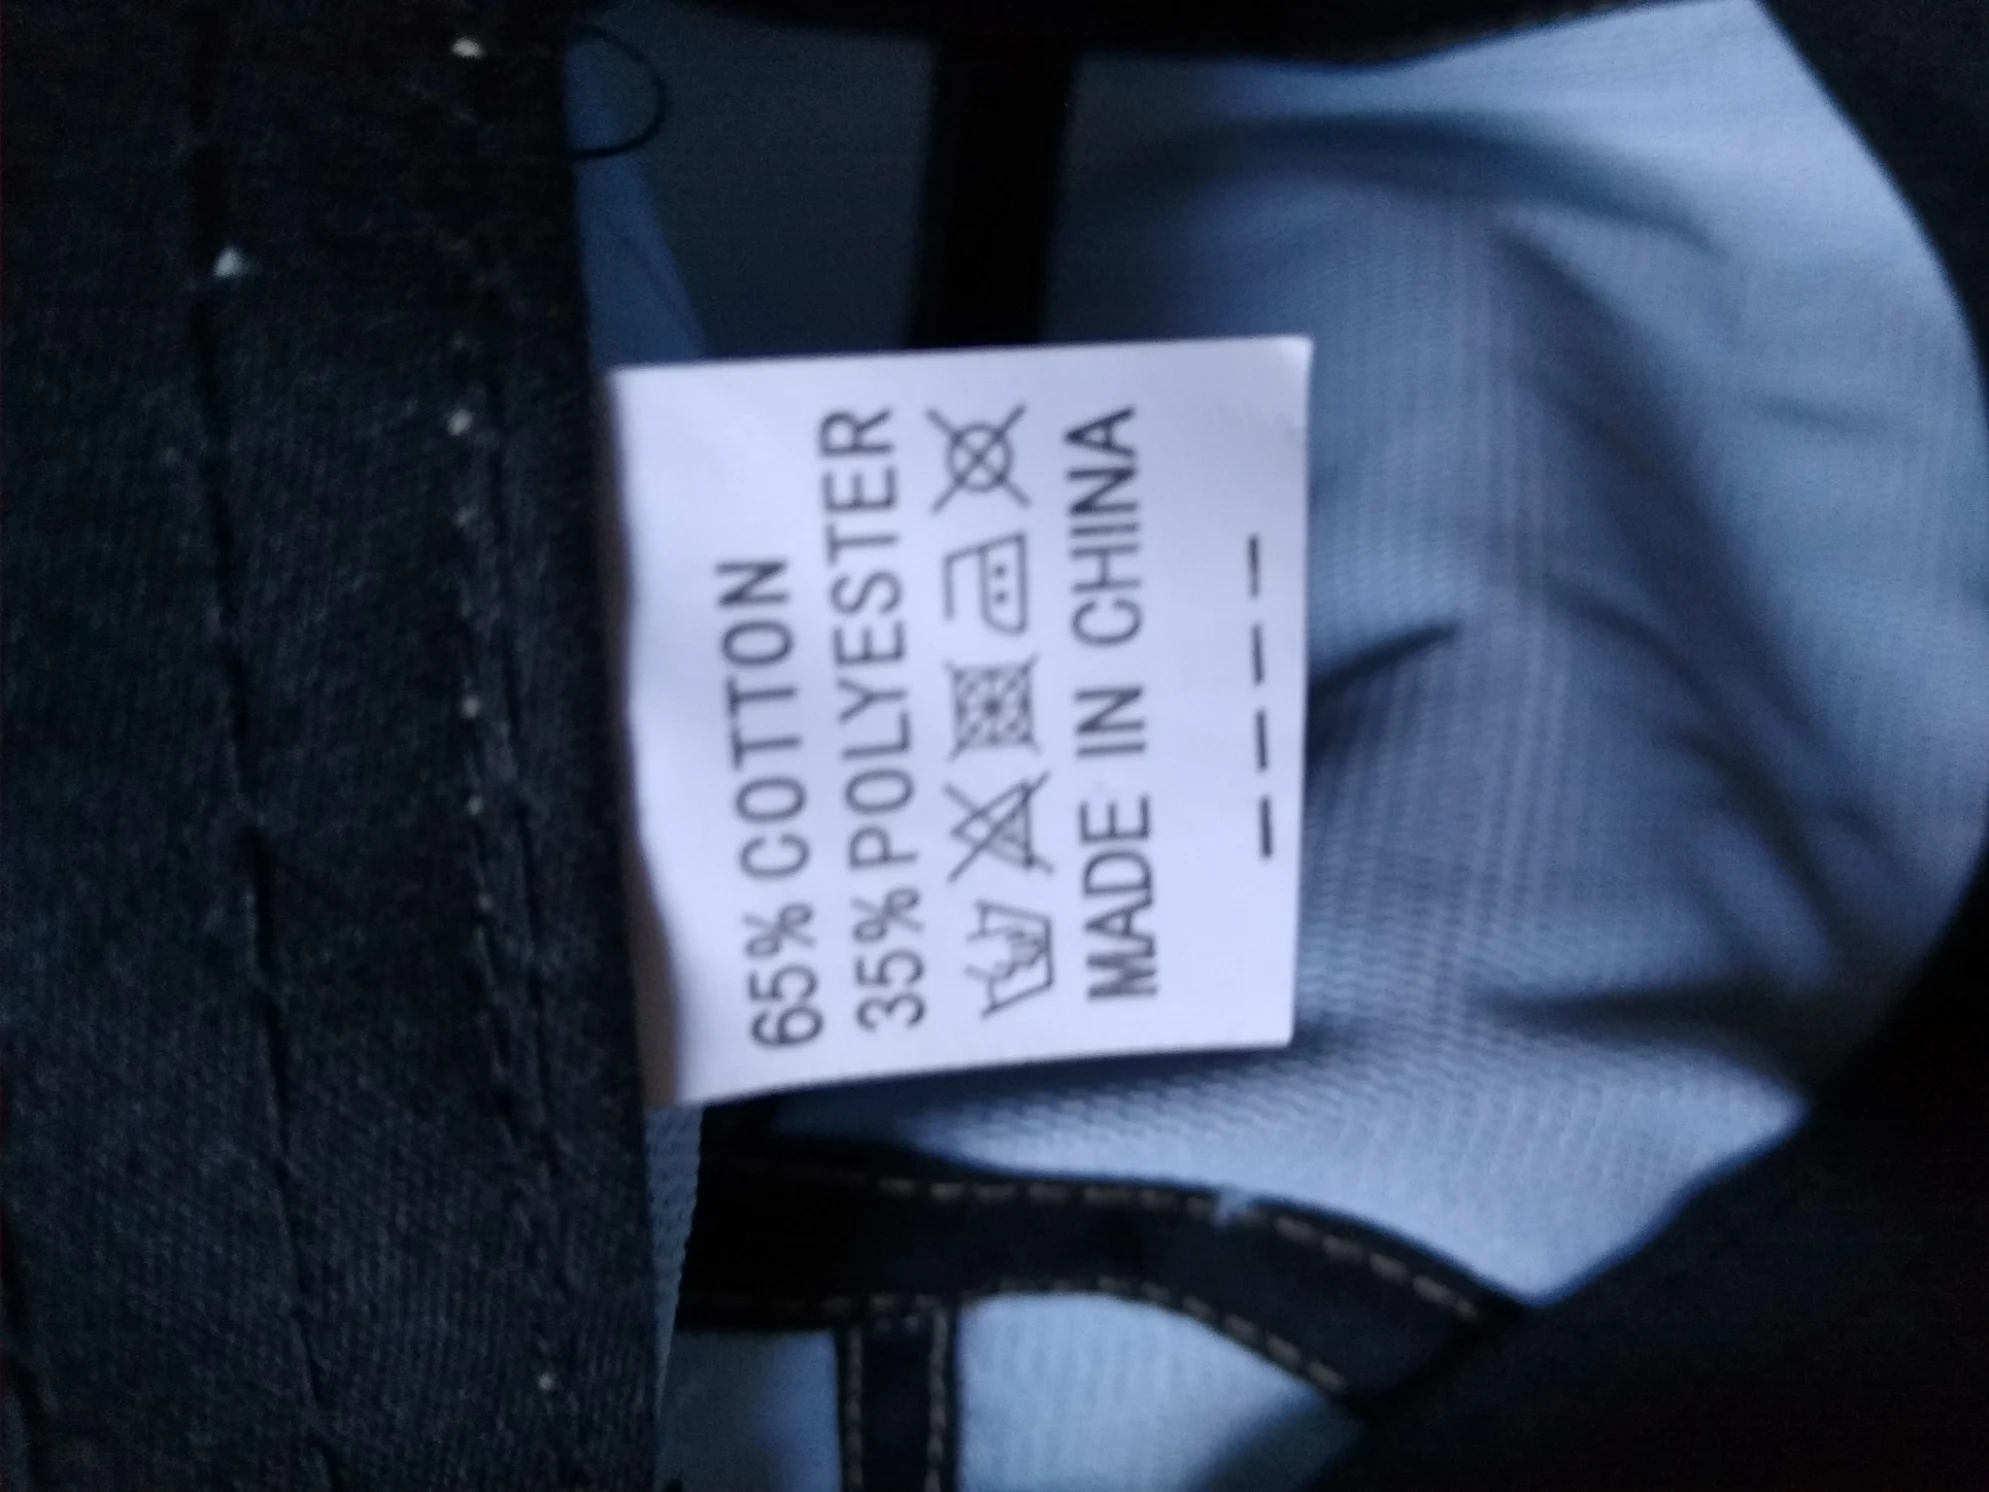 65% COTTON
35% POLYESTER
MADE IN CHINA